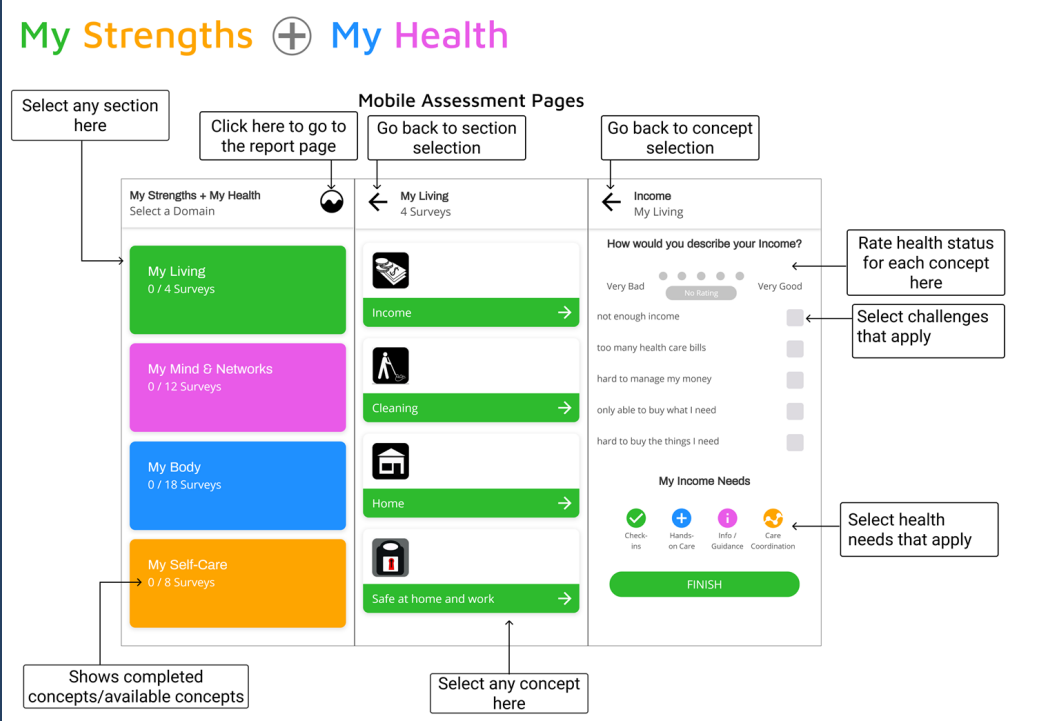 My Strengths + My Health
Mobile Assessment Pages
Select any section
here
Click here to go to
the report page
Go back to section
selection
Go back to concept
selection
My Strengths + My Health
Select a Domain
My Living
0 / 4 Surveys
My Mind & Networks
0 / 12 Surveys
My Body
0 / 18 Surveys
My Self-Care
0 / 8 Surveys
Shows completed
concepts/available concepts
My Living
4 Surveys
Income
Cleaning
Home
Safe at home and work
Select any concept
here
Income
My Living
How would you describe your Income?
Very Bad
No Rating
Very Good
not enough income
too many health care bills
hard to manage my money
only able to buy what I need
hard to buy the things I need
My Income Needs
Check-
ins
Hands-
on Care
Info /
Guidance
Care
Coordination
FINISH
Rate health status
for each concept
here
Select challenges
that apply
Select health
needs that apply